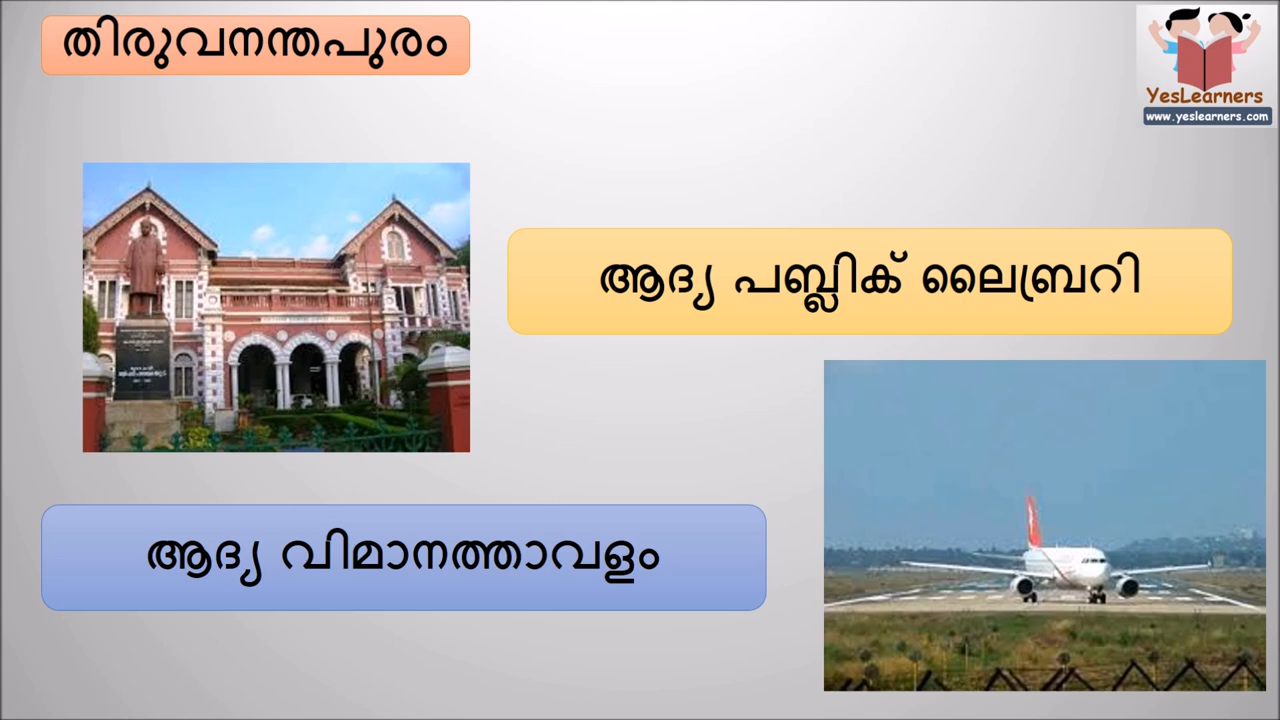 തിരുവനന്തപുരം
YesLearners
www.yeslearners.com
ആദ്യ പബ്ലിക് ലൈബ്രറി
ആദ്യ വിമാനത്താവളം